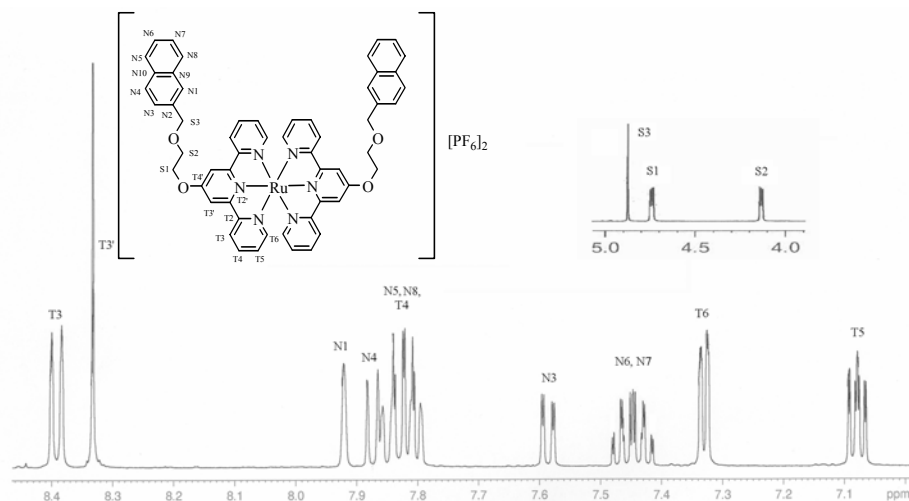 N6
N7
N5
N8
N10
N9
N4
N1
N3
N2
S3
O
O
S2
S1
O
T4'
T3'
T2'
T2
T3
T4
T5
T6
N
N
N
N
N
N
Ru
O
[PF6]2
S3
S1
S2
5.0 4.5 4.0
T3'
T3
N1
N4
N5, N8,
T4
N3
N6, N7
T6
T5
8.4 8.3 8.2 8.1 8.0 7.9 7.8 7.7 7.6 7.5 7.4 7.3 7.2 7.1 ppm